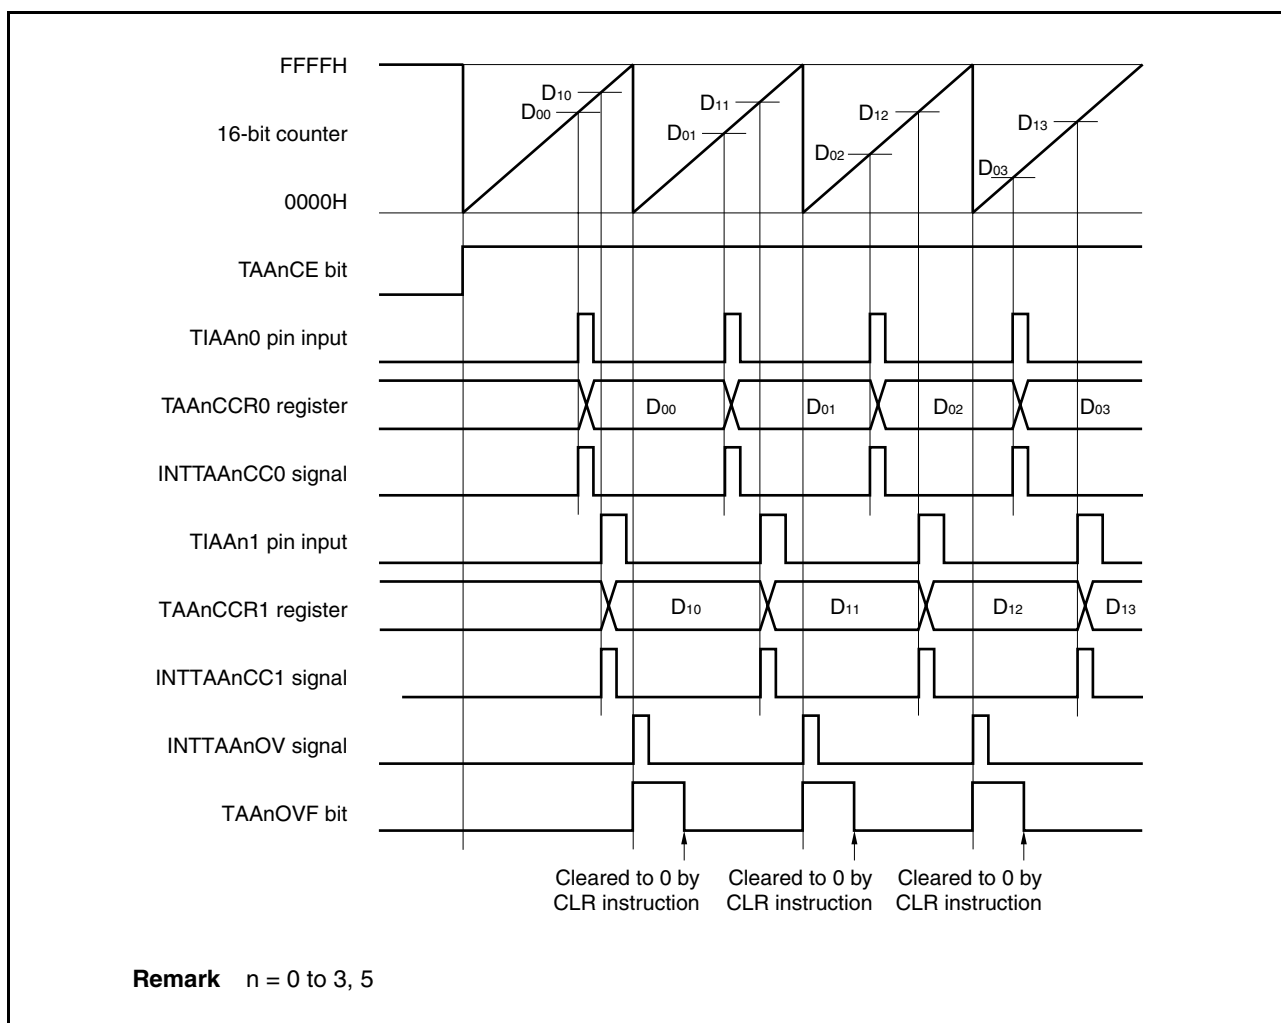 FFFFH
16-bit counter
0000H
D10
D00
D11
D01
D12
D02
D13
D03
TAAnCE bit
TIAAn0 pin input
TAAnCCR0 register
D00
D01
D02
D03
INTTAAnCC0 signal
TIAAn1 pin input
TAAnCCR1 register
D10
D11
D12
D13
INTTAAnCC1 signal
INTTAAnOV signal
TAAnOVF bit
Cleared to 0 by
CLR instruction
Cleared to 0 by
CLR instruction
Cleared to 0 by
CLR instruction
Remark n = 0 to 3, 5